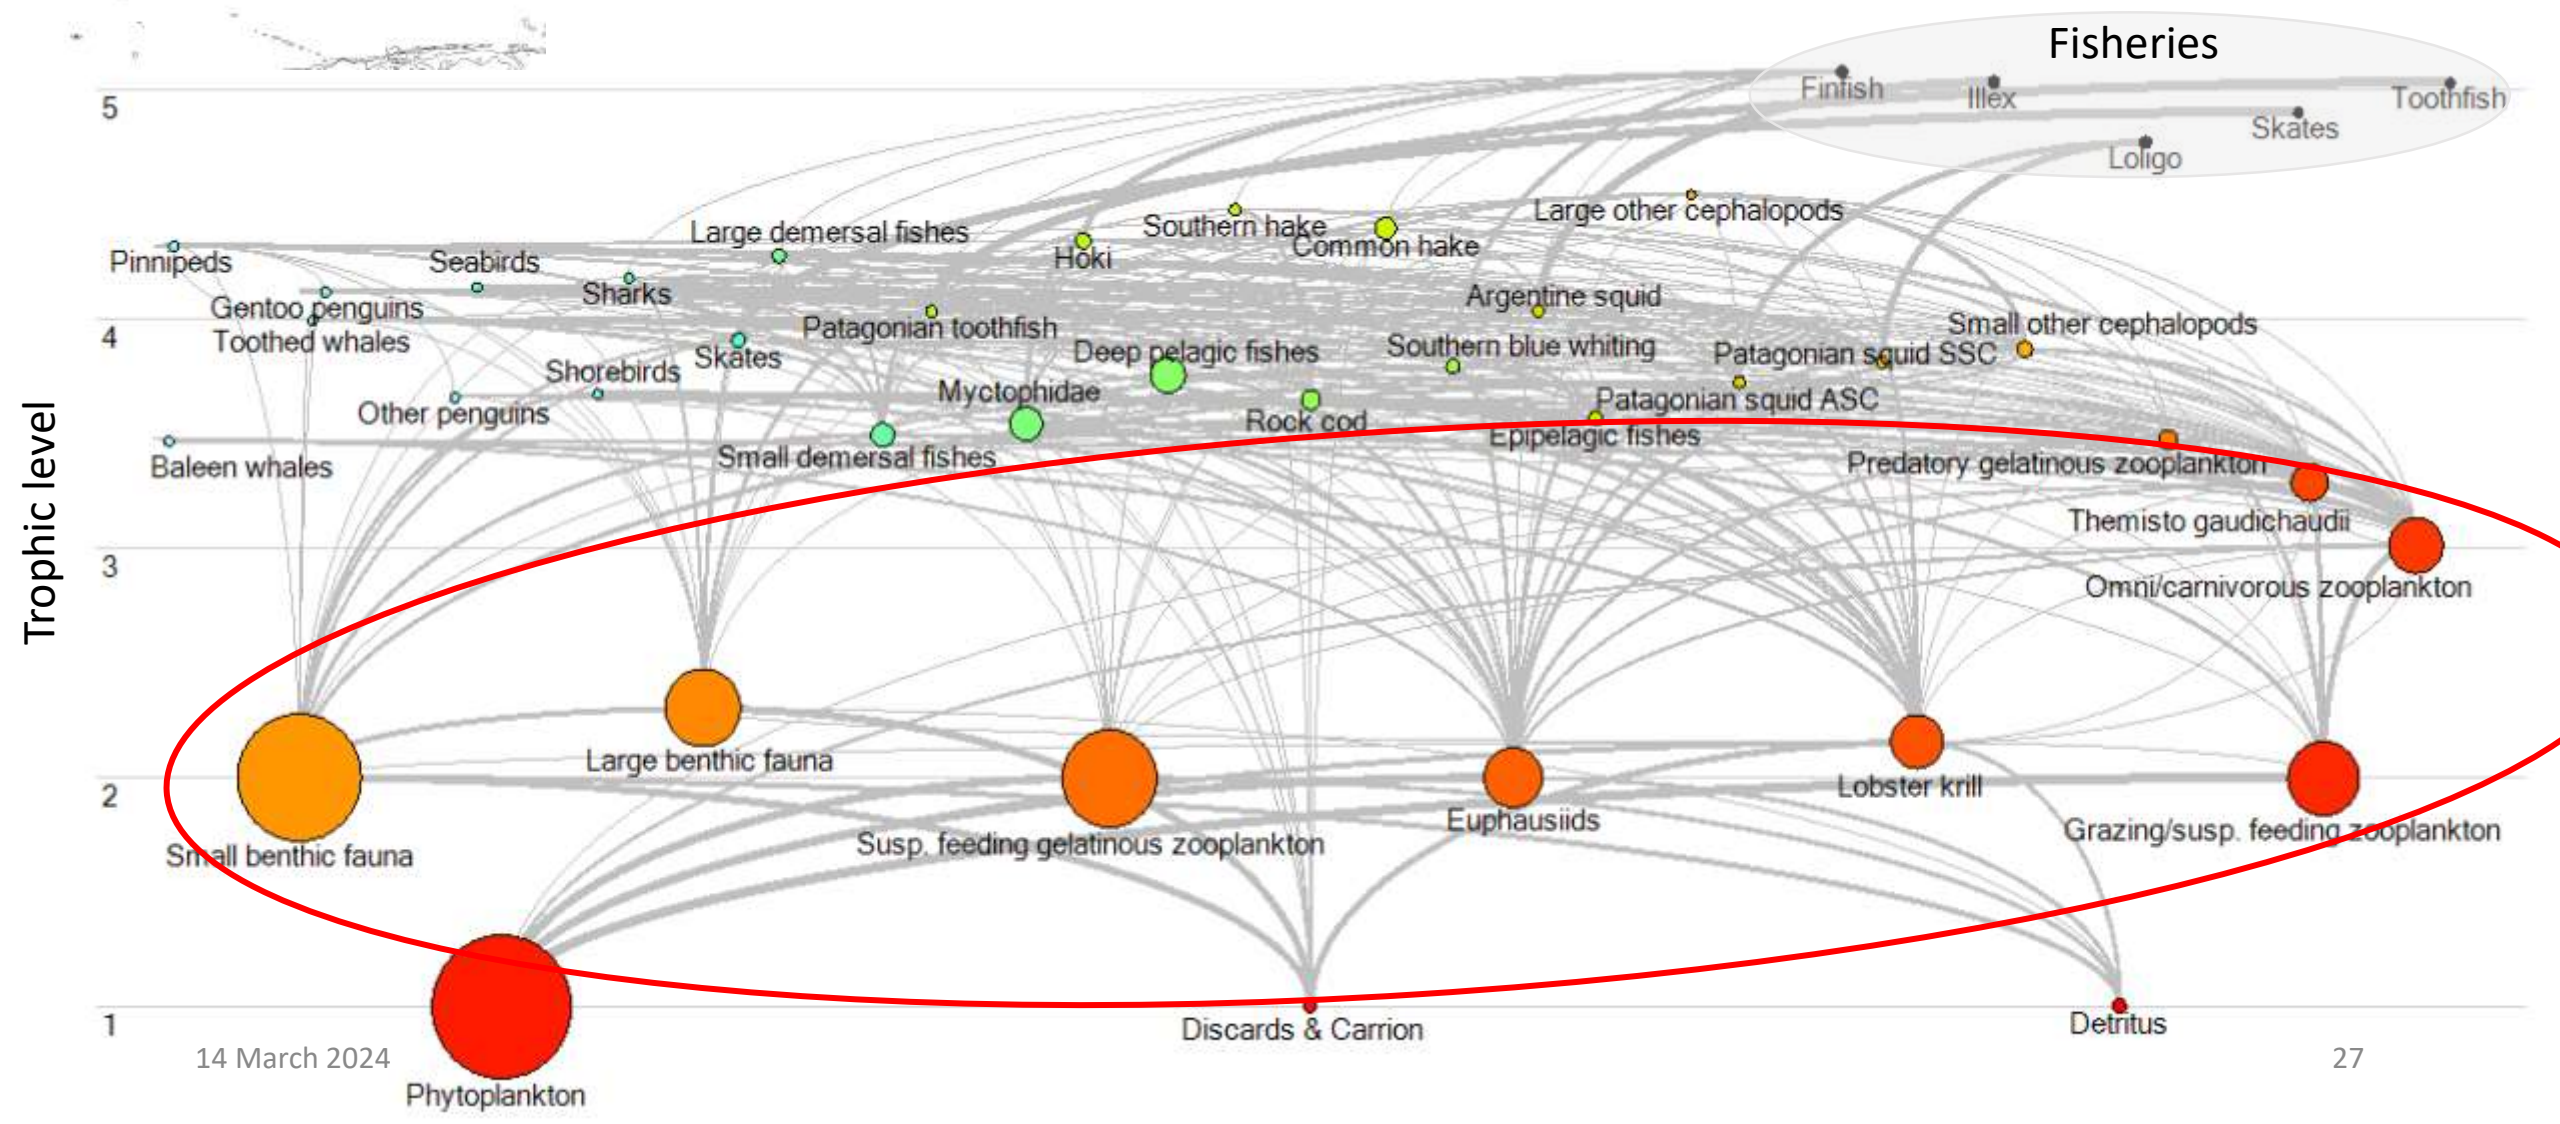 Fisheries
Finfish
Illex
Toothfish
Skates
Loligo
5
Large demersal fishes
Southern hake
Large other cephalopods
Pinnipeds
Seabirds
Hoki
Common hake
Sharks
Argentine squid
Gentoo penguins
Patagonian toothfish
Small other cephalopods
4
Toothed whales
Skates
Deep pelagic fishes
Southern blue whiting
Patagonian squid SSC
Shorebirds
Myctophidae
Patagonian squid ASC
Other penguins
Rock cod
Epipelagic fishes
Baleen whales
Small demersal fishes
Predatory gelatinous zooplankton
Trophic level
Themisto gaudichaudii
3
Omni/carnivorous zooplankton
Large benthic fauna
2
Lobster krill
Euphausiids
Grazing/susp. feeding zooplankton
Susp. feeding gelatinous zooplankton
Small benthic fauna
1
Discards & Carrion
Detritus
14 March 2024
27
Phytoplankton